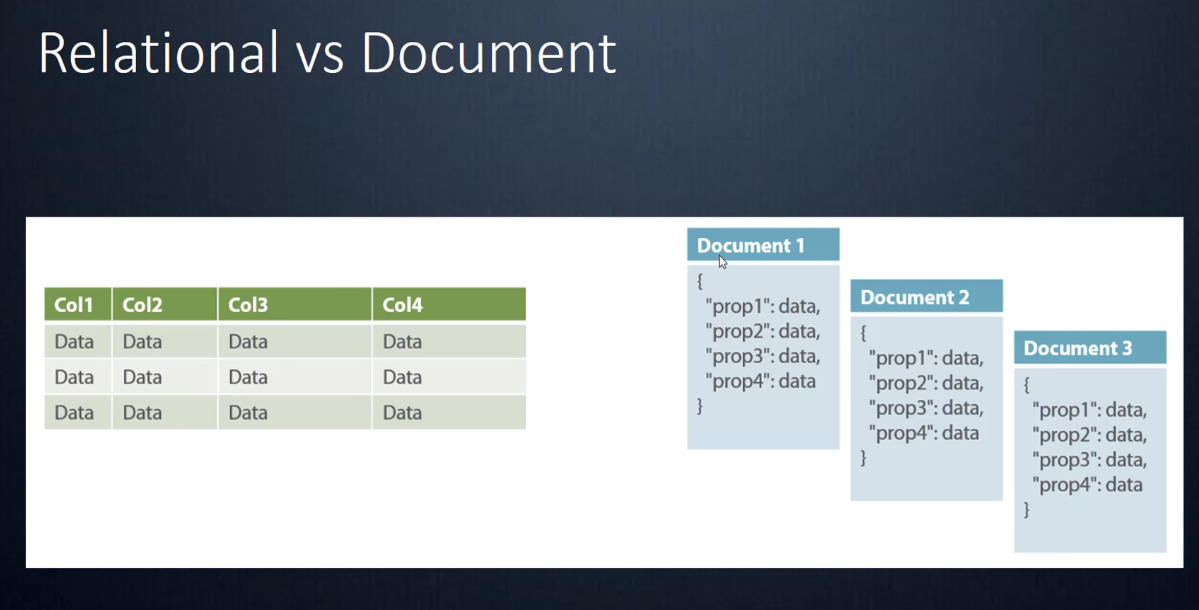 Relational vs Document
Col1 Col2 Col3 Col4
Data Data Data Data
Data Data Data Data
Data Data Data Data
Document 1
{
"prop1": data,
"prop2": data,
"prop3": data,
"prop4": data
}
Document 2
{
"prop1": data,
"prop2": data,
"prop3": data,
"prop4": data
}
Document 3
{
"prop1": data,
"prop2": data,
"prop3": data,
"prop4": data
}